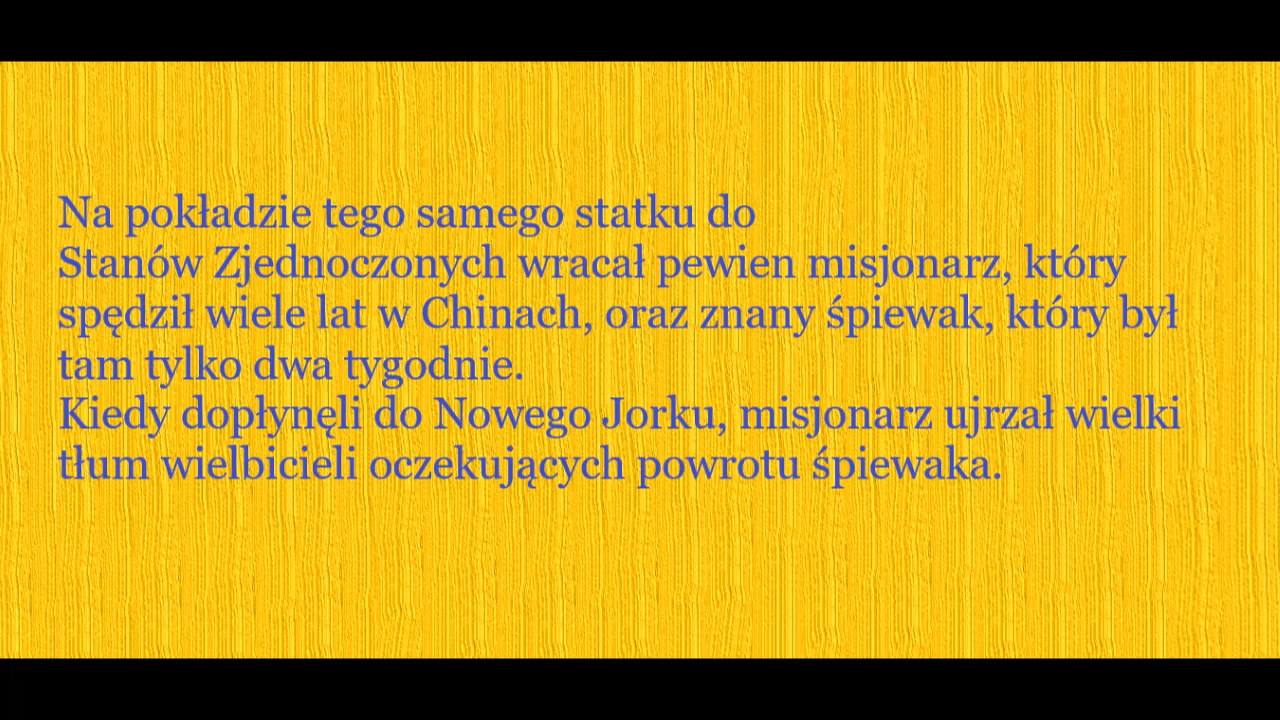 Na pokładzie tego samego statku do
Stanów Zjednoczonych wracał pewien misjonarz, który
spędził wiele lat w Chinach, oraz znany śpiewak, który był
tam tylko dwa tygodnie.
Kiedy dopłynęli do Nowego Jorku, misjonarz ujrzał wielki
tłum wielbicieli oczekujących powrotu śpiewaka.